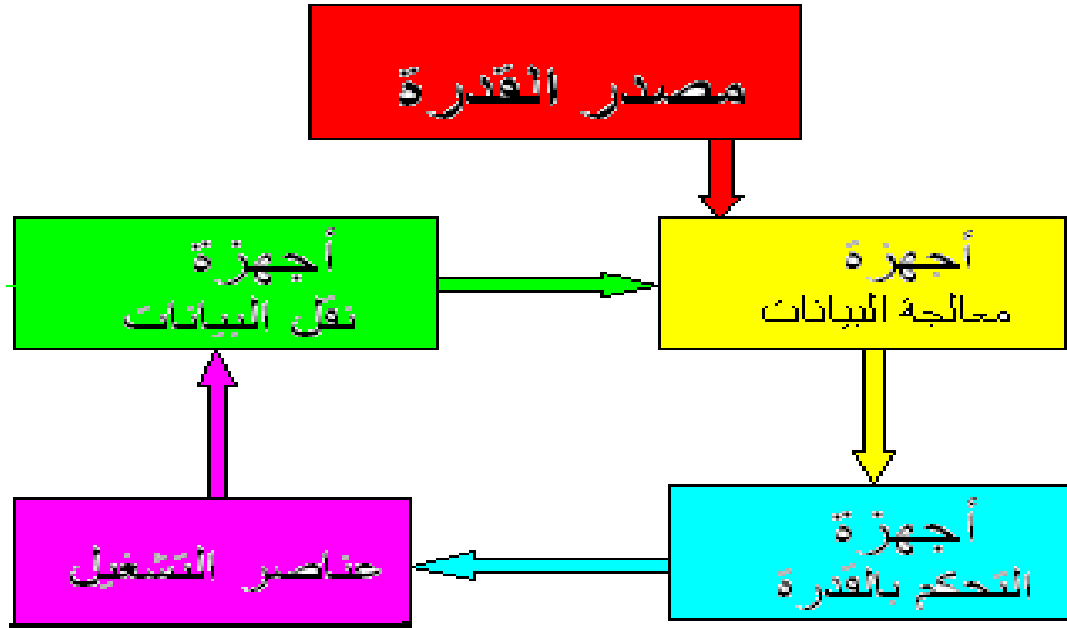 مصدر القدرة
أجهزة
معالجة البيانات
أجهزة
نقل البيانات
أجهزة
التحكم بالقدرة
عناصر التشغيل